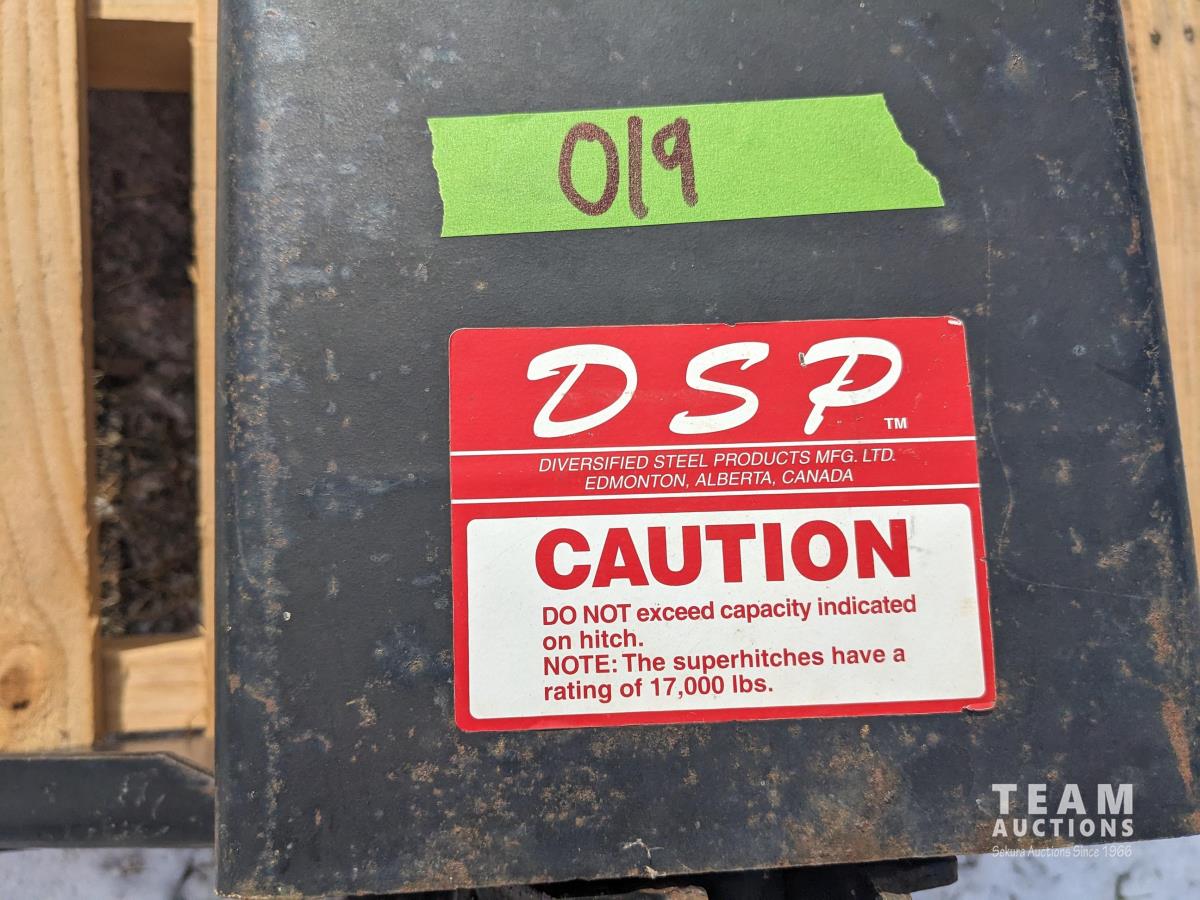 019
DSP
TM
DIVERSIFIED STEEL PRODUCTS MFG. LTD.
EDMONTON, ALBERTA, CANADA
CAUTION
DO NOT exceed capacity indicated
on hitch.
NOTE: The superhitches have a
rating of 17,000 lbs.
TEAM
AUCTIONS
Sekura Auctions Since 1966